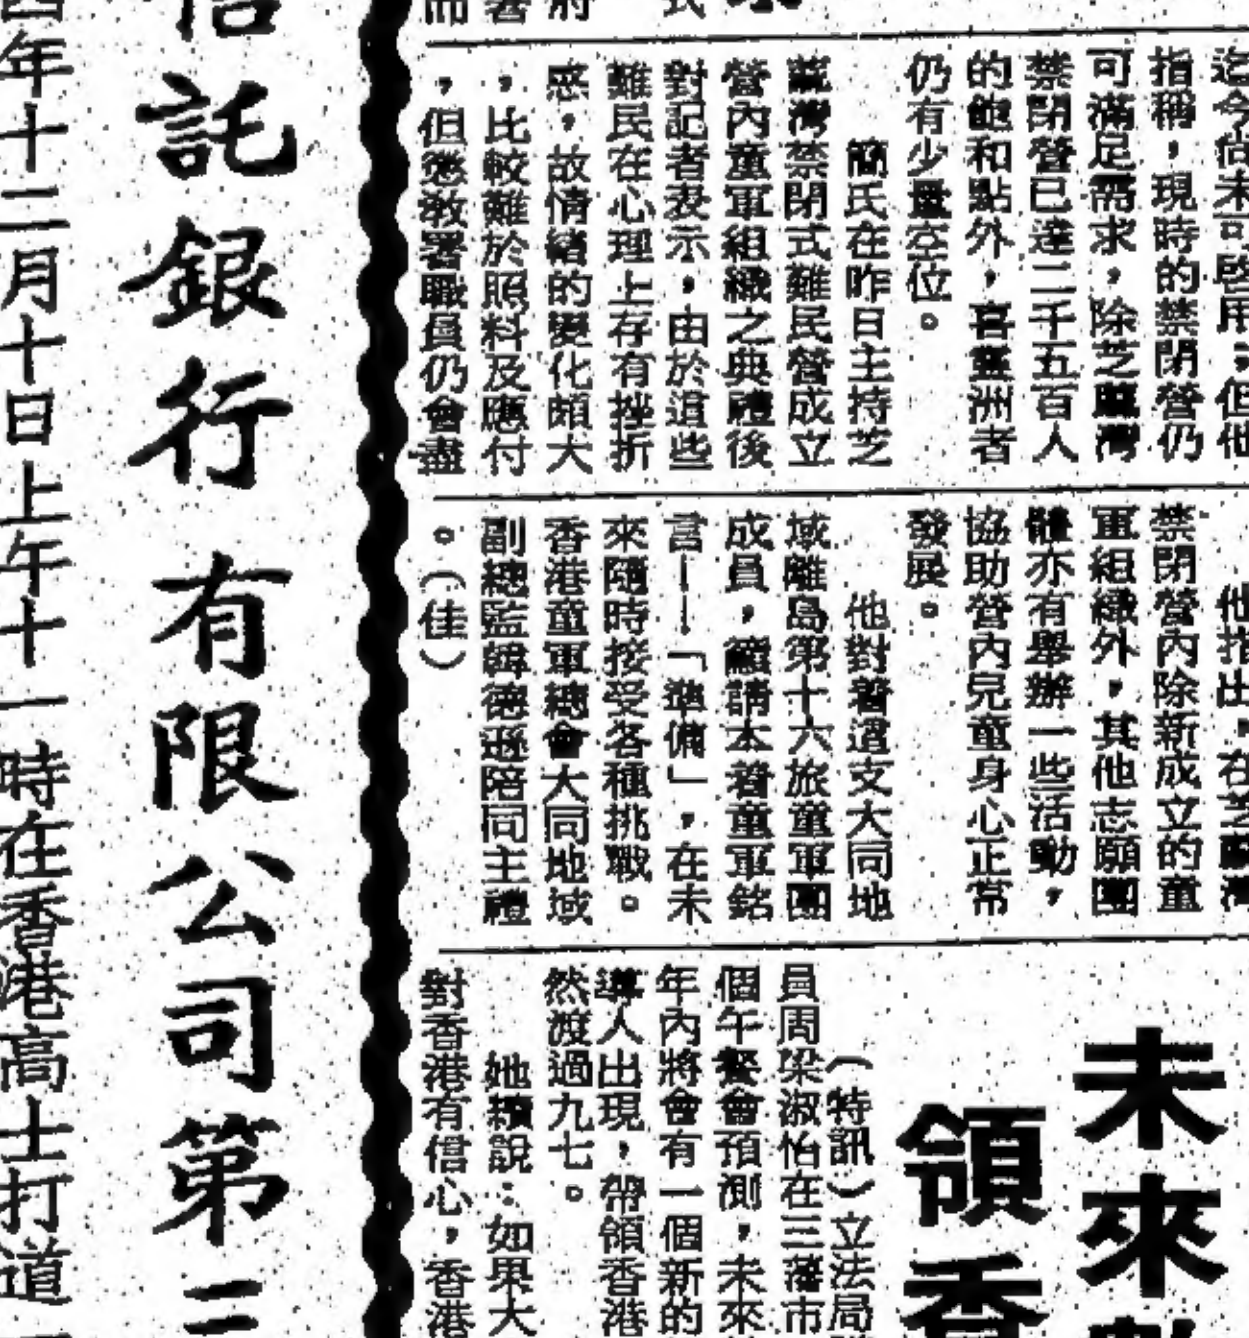 指稱，現時的禁閉營仍
可滿足需求，除芝蔴灣
禁閉營已達二千五百人
的飽和點外，喜靈洲者
仍有少量空位。
簡氏在昨日主持芝
蔴灣禁閉式難民營成立
營內童軍組織之典禮後
對記者表示，由於這些
難民在心理上存有挫折
惑，故情緒的變化頗大
，比較難於照料及應付
，但懲敎署職員仍會盡
他指出，在芝蔴灣
禁閉營內除新成立的童
軍組織外，其他志願團
體亦有舉辦一些活動，
協助營內兒童身心正常
發展。
他對着這支大同地
域離島第十六旅童軍團
成員，籲請本着童軍銘
言——「準備」，在未
來隨時接受各種挑戰。
香港童軍總會大同地域
副總監韓德遜陪同主禮
。（佳）
未來
領香
（特訊）立法局
員周梁淑怡在三藩市
個午餐會預測，未來
年內將會有一個新的
導人出現，帶領香港
然渡過九七。
她續說：如果大
對香港有信心，香港
託銀行有限公司第三
年十二月十日上午十一時在香港高士打道